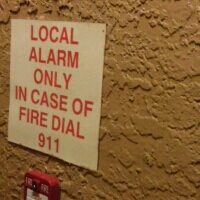 LOCAL
ALARM
ONLY
IN CASE OF
FIRE DIAL
911